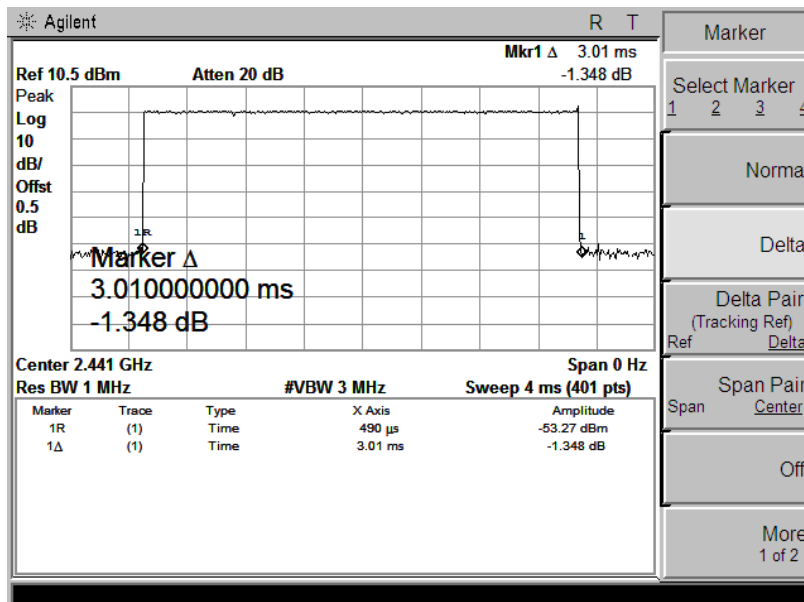 Agilent R T
Mkr1 Δ 3.01 ms
Ref 10.5 dBm Atten 20 dB -1.348 dB
Peak
Log
10
dB/
Offst
0.5
dB
1R
1
Marker Δ
3.010000000 ms
-1.348 dB
Center 2.441 GHz Span 0 Hz
Res BW 1 MHz #VBW 3 MHz Sweep 4 ms (401 pts)
Marker Trace Type X Axis Amplitude
1R (1) Time 490 µs -53.27 dBm
1Δ (1) Time 3.01 ms -1.348 dB
Marker
Select Marker
1 2 3 4
Norma
Delta
Delta Pair
(Tracking Ref)
Ref Delta
Span Pair
Span Center
Off
More
1 of 2